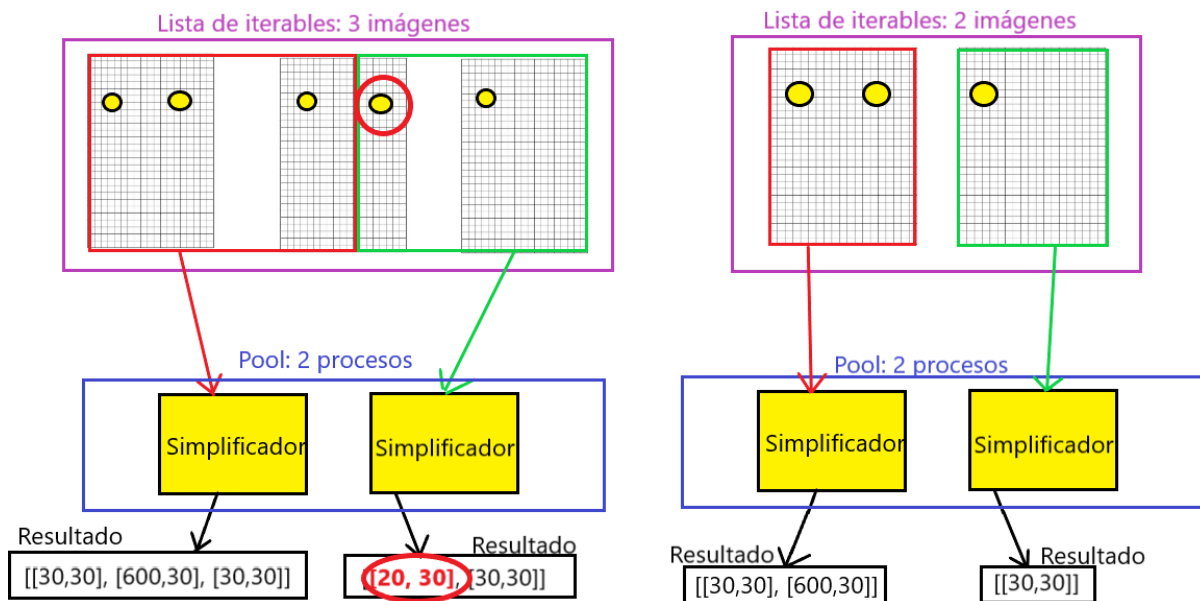 Lista de iterables: 3 imágenes
Pool: 2 procesos
Simplificador
Simplificador
Resultado
[[30,30], [600,30], [30,30]]
Resultado
[[20, 30], [30,30]]
Lista de iterables: 2 imágenes
Pool: 2 procesos
Simplificador
Simplificador
Resultado
[[30,30], [600,30]]
Resultado
[[30,30]]